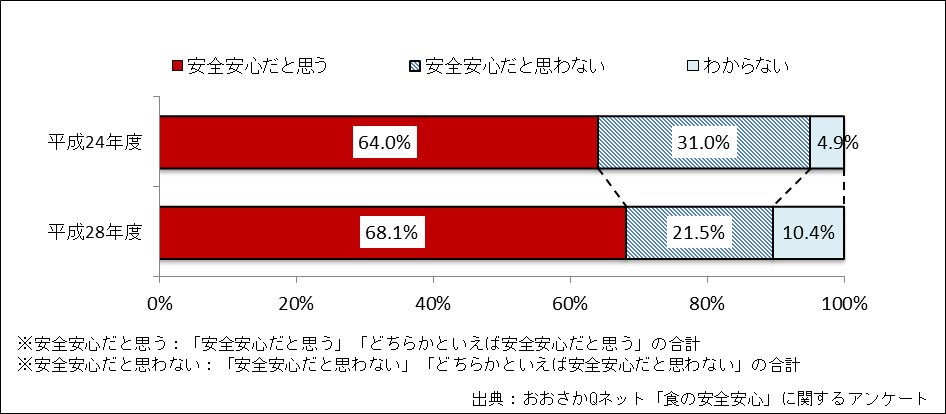 安全安心だと思う 安全安心だと思わない わからない
平成24年度 64.0% 31.0% 4.9%
平成28年度 68.1% 21.5% 10.4%
0% 20% 40% 60% 80% 100%
※安全安心だと思う：「安全安心だと思う」「どちらかといえば安全安心だと思う」の合計
※安全安心だと思わない：「安全安心だと思わない」「どちらかといえば安全安心だと思わない」の合計
出典：おおさかQネット「食の安全安心」に関するアンケート